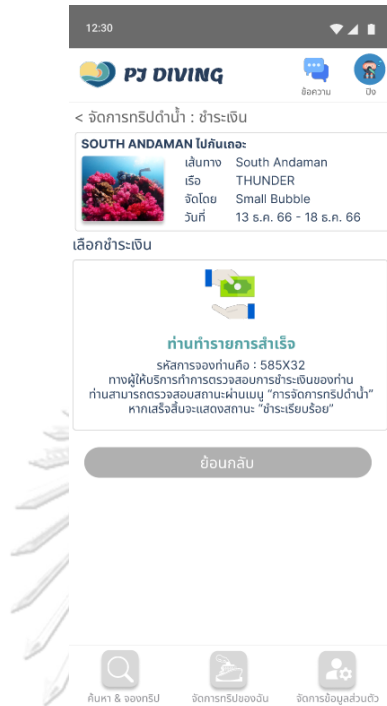 12:30
PJ DIVING
ข้อความ
ปิง
< จัดการทริปดำน้ำ : ชำระเงิน
SOUTH ANDAMAN ไปกันเถอะ
เส้นทาง South Andaman
เรือ THUNDER
จัดโดย Small Bubble
วันที่ 13 ธ.ค. 66 - 18 ธ.ค. 66
เลือกชำระเงิน
ท่านทำรายการสำเร็จ
รหัสการจองท่านคือ : 585X32
ทางผู้ให้บริการทำการตรวจสอบการชำระเงินของท่าน
ท่านสามารถตรวจสอบสถานะผ่านเมนู “การจัดการทริปดำน้ำ”
หากเสร็จสิ้นจะแสดงสถานะ “ชำระเรียบร้อย”
ย้อนกลับ
ค้นหา & จองทริป
จัดการทริปของฉัน
จัดการข้อมูลส่วนตัว